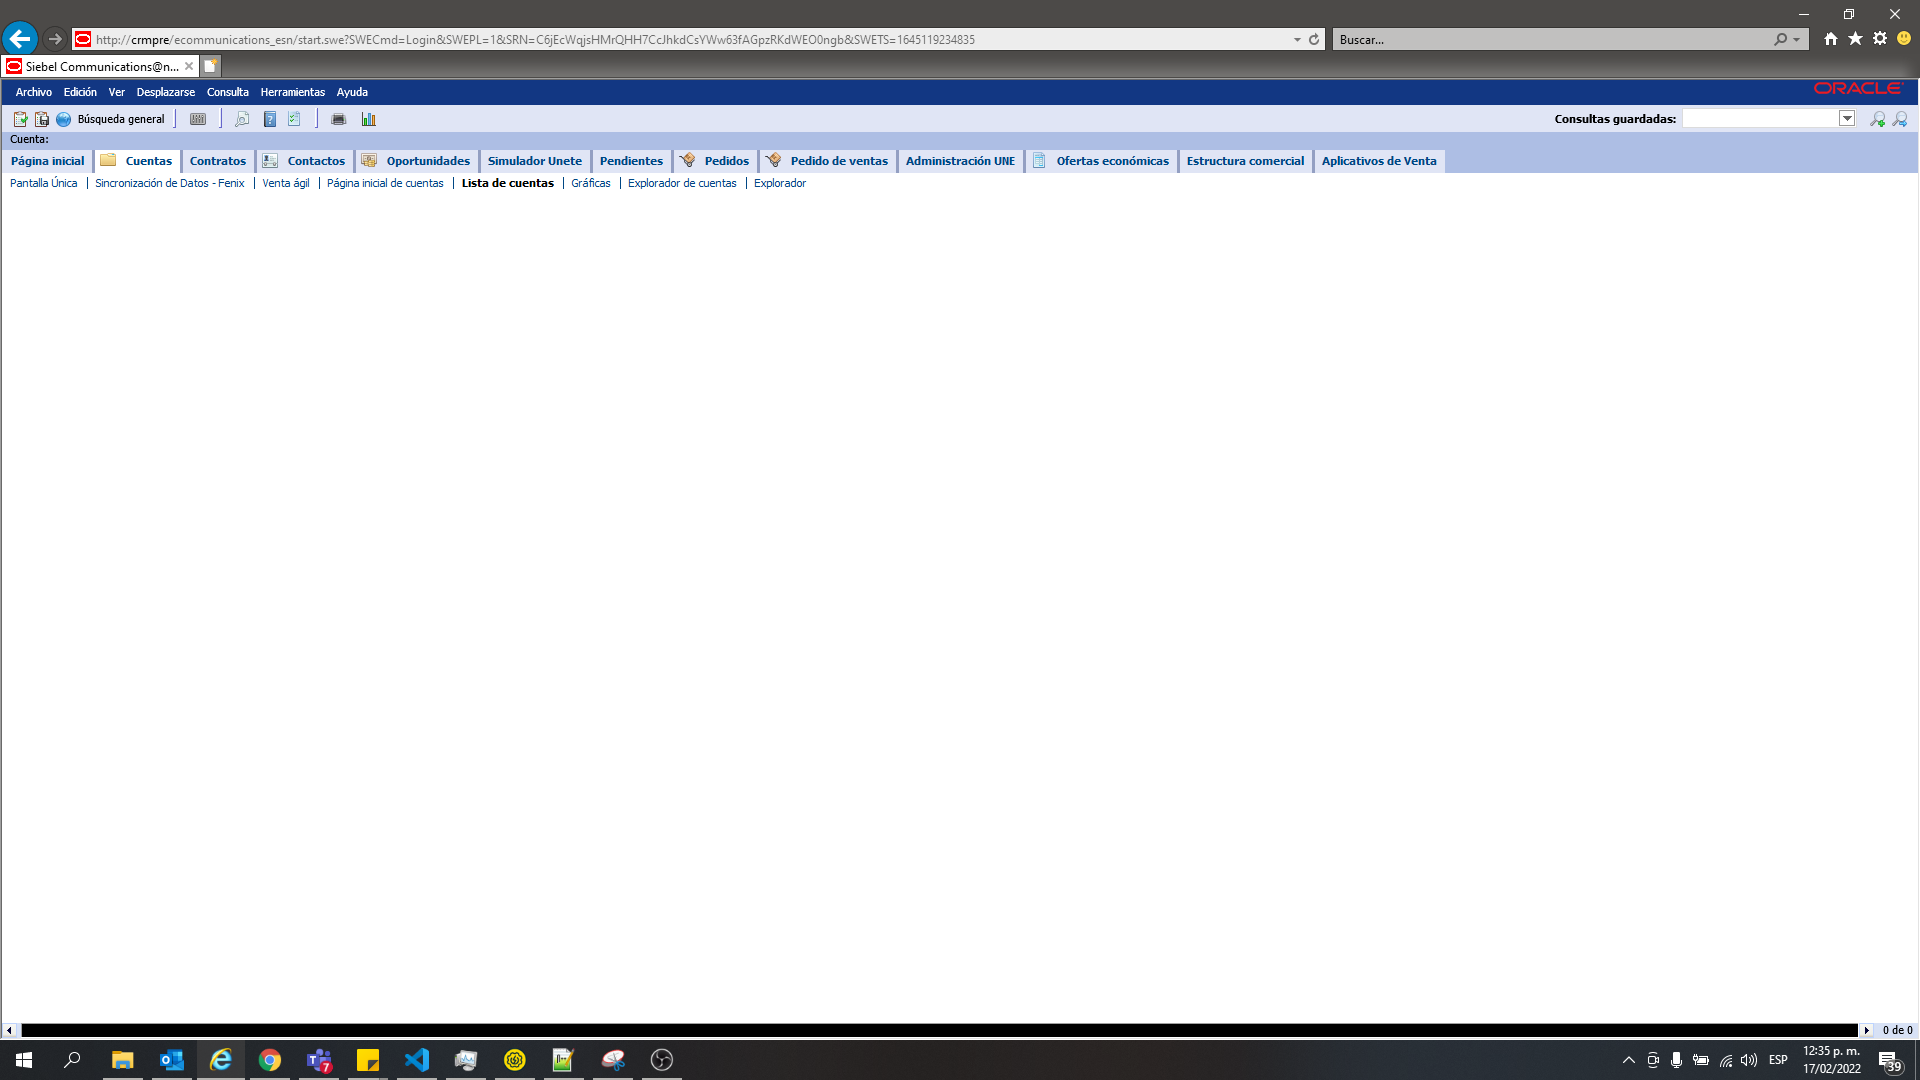 http://crmpre/ecommunications_esn/start.swe?SWECmd=Login&SWEPL=1&SRN=C6jEcWqjsHMrQHH7CcJhkdCsYWw63fAGpzRKdWEO0ngb&SWETS=1645119234835
Buscar...
Siebel Communications@n...
Archivo Edición Ver Desplazarse Consulta Herramientas Ayuda
ORACLE
Búsqueda general
Consultas guardadas:
Cuenta:
Página inicial Cuentas Contratos Contactos Oportunidades Simulador Unete Pendientes Pedidos Pedido de ventas Administración UNE Ofertas económicas Estructura comercial Aplicativos de Venta
Pantalla Única Sincronización de Datos - Fenix Venta ágil Página inicial de cuentas Lista de cuentas Gráficas Explorador de cuentas Explorador
0 de 0
7
ESP
12:35 p. m.
17/02/2022
39